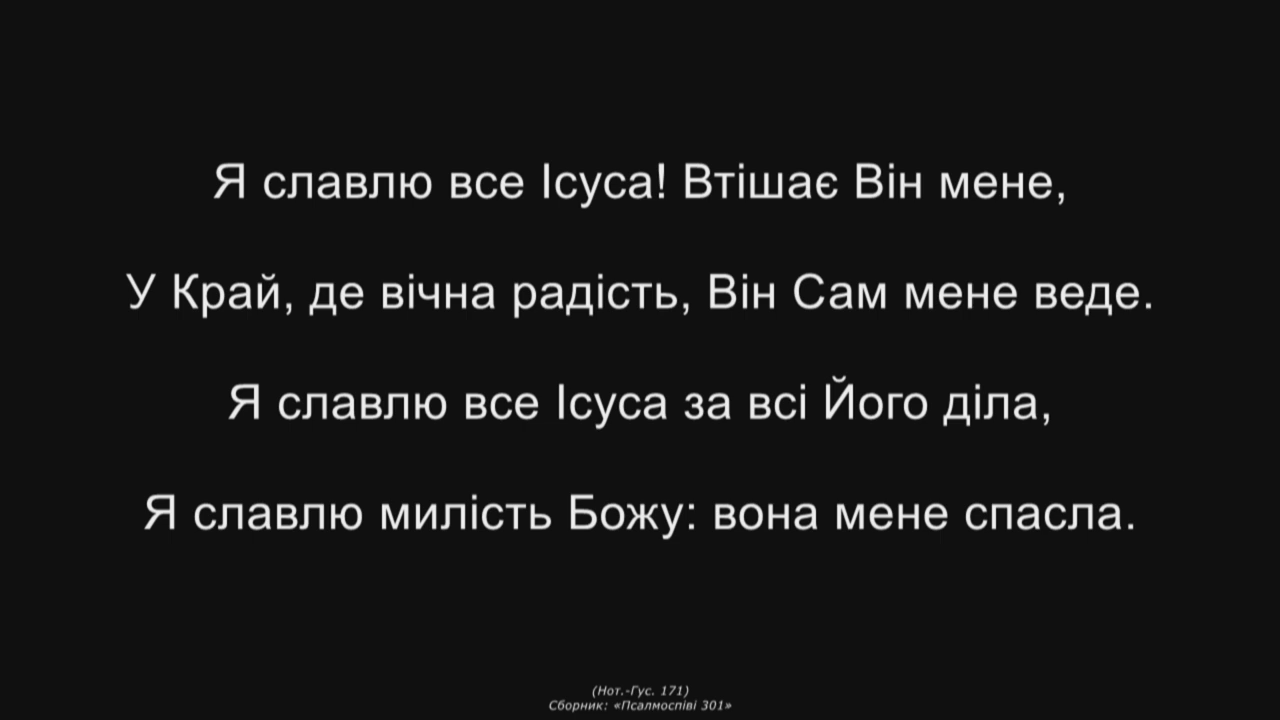 Я славлю все Ісуса! Втішає Він мене,
У Край, де вічна радість, Він Сам мене веде.
Я славлю все Ісуса за всі Його діла,
Я славлю милість Божу: вона мене спасла.
(Нот.-Гус. 171)
Сборник: «Псалмоспіві 301»